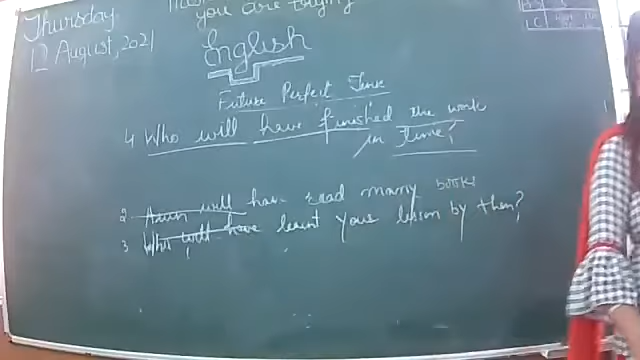 Thursday
12 August, 2021
you are trying
English
Future Perfect Tense
4 Who will have finished the work
in time?
2. will have read many books
3 Who will have learnt your lesson by then?